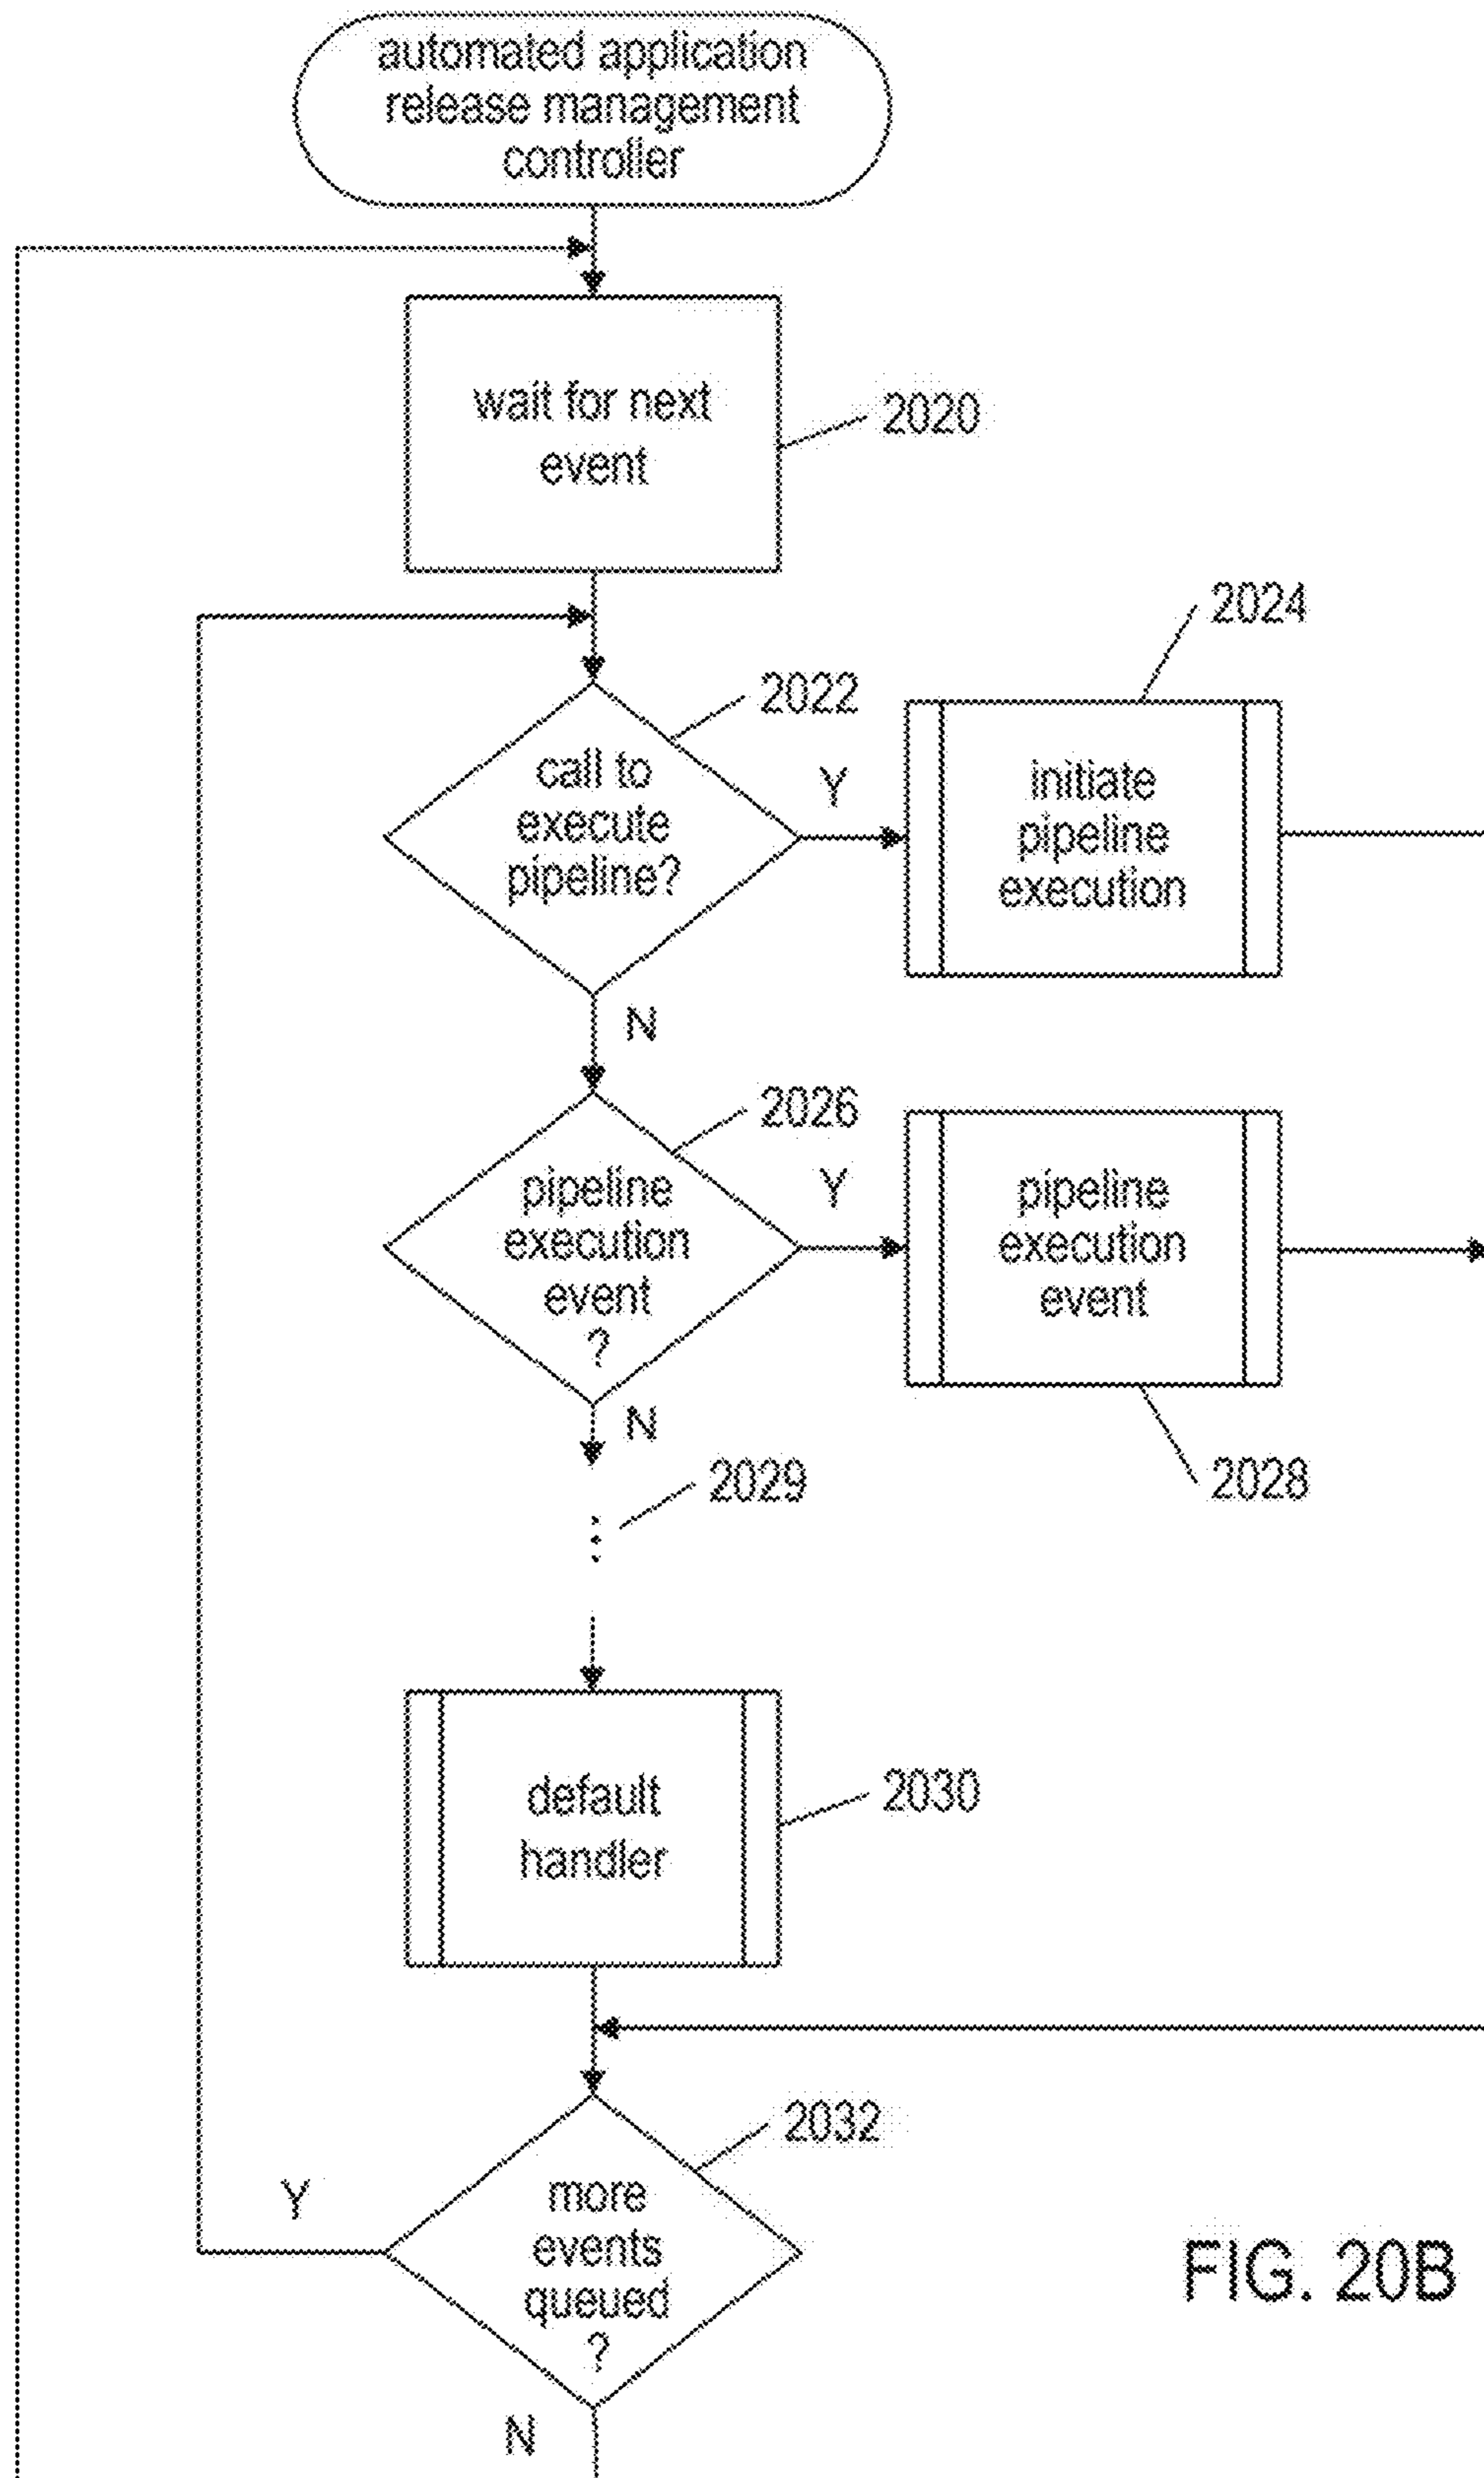 automated application
release management
controller
wait for next
event
2020
2024
2022
call to
execute
pipeline?
Y
initiate
pipeline
execution
N
2026
pipeline
execution
event
?
Y
pipeline
execution
event
N
2029
2028
default
handler
2030
2032
Y
more
events
queued
?
N
FIG. 20B